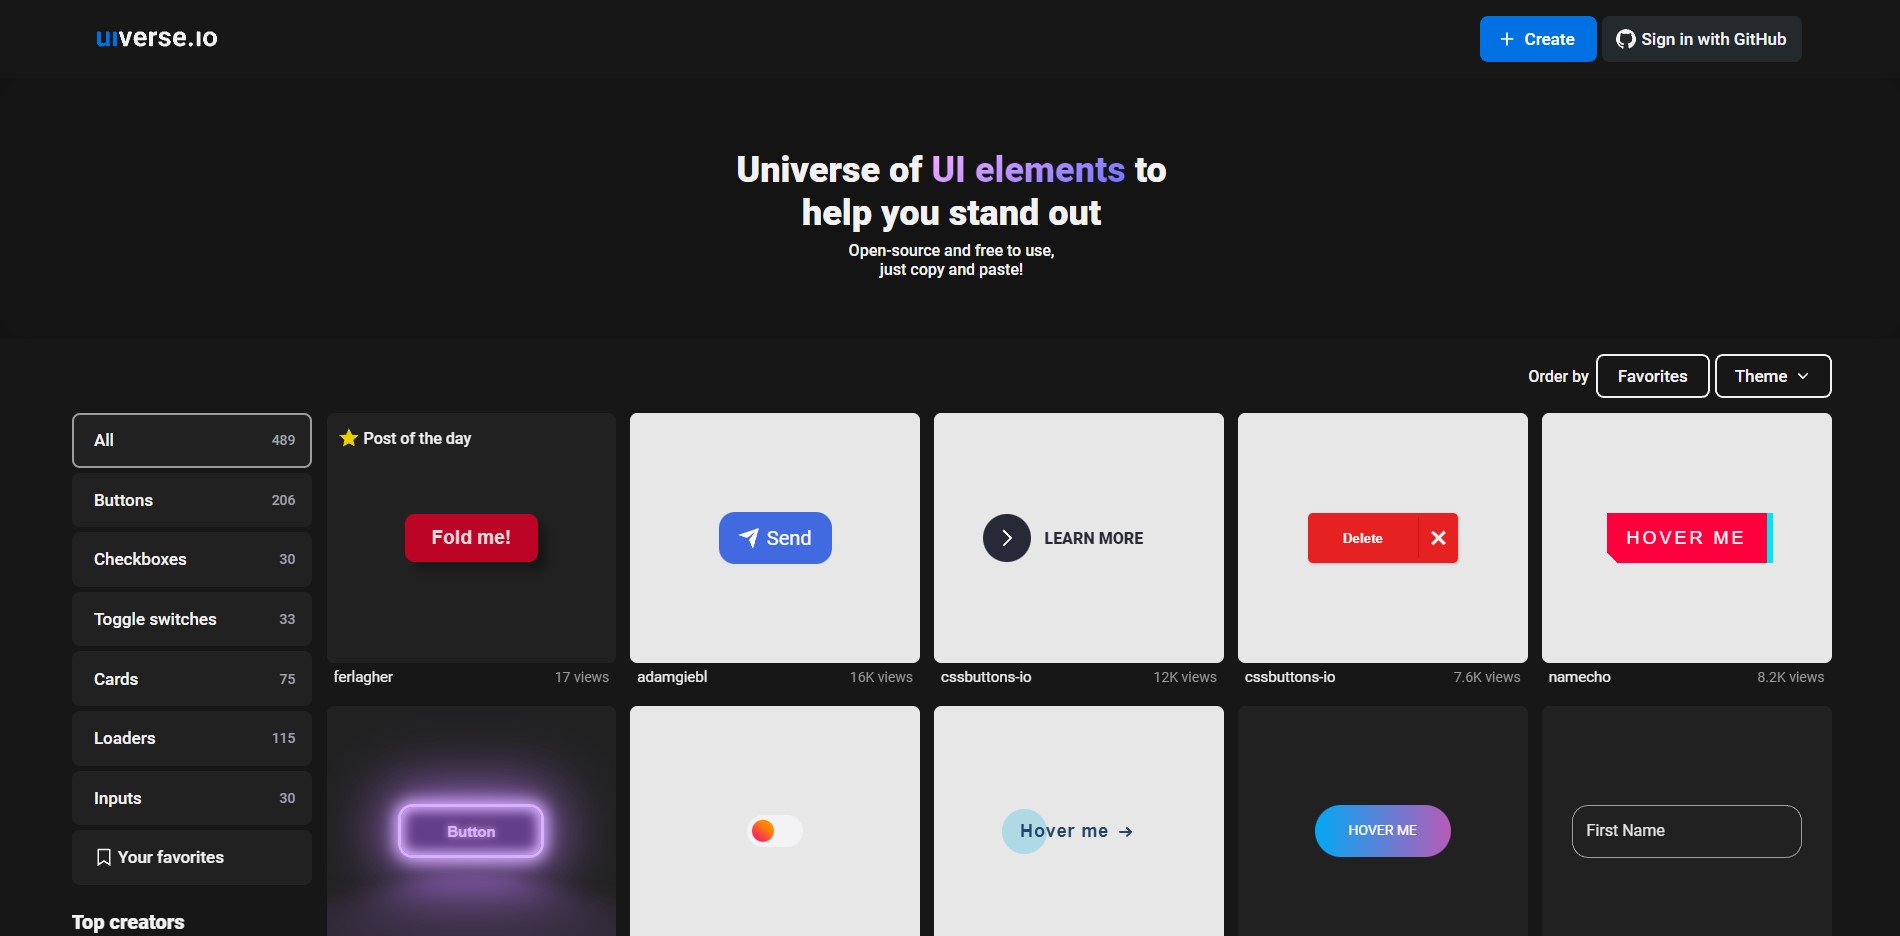 uiverse.io
+ Create
Sign in with GitHub
Universe of UI elements to
help you stand out
Open-source and free to use,
just copy and paste!
Order by
Favorites
Theme
All 489
Buttons 206
Checkboxes 30
Toggle switches 33
Cards 75
Loaders 115
Inputs 30
Your favorites
Top creators
Post of the day
Fold me!
ferlagher 17 views
Send
adamgiebl 16K views
LEARN MORE
cssbuttons-io 12K views
Delete
cssbuttons-io 7.6K views
HOVER ME
namecho 8.2K views
Button
Hover me
HOVER ME
First Name